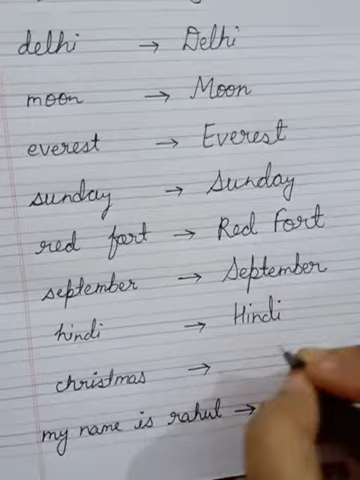 delhi → Delhi
moon → Moon
everest → Everest
sunday → Sunday
red fort → Red Fort
september → September
hindi → Hindi
christmas →
my name is rahul →